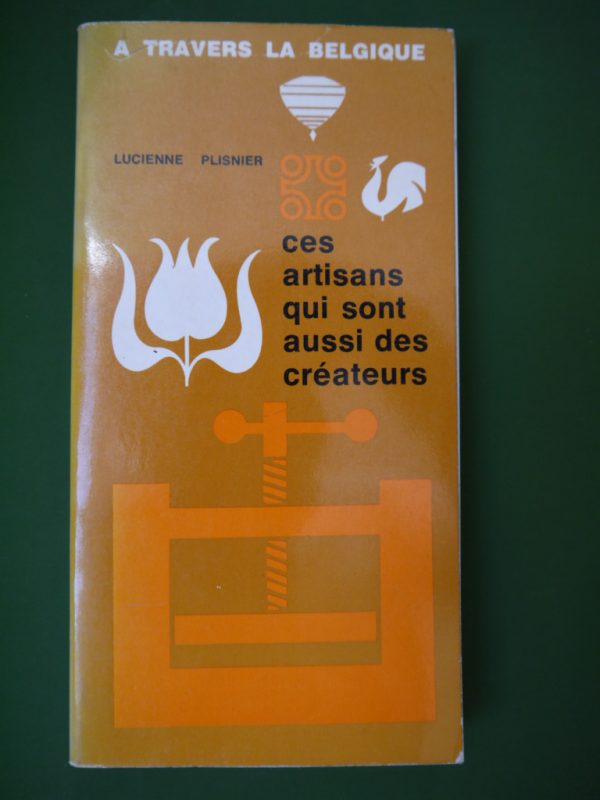 A TRAVERS LA BELGIQUE
LUCIENNE PLISNIER
ces
artisans
qui sont
aussi des
créateurs